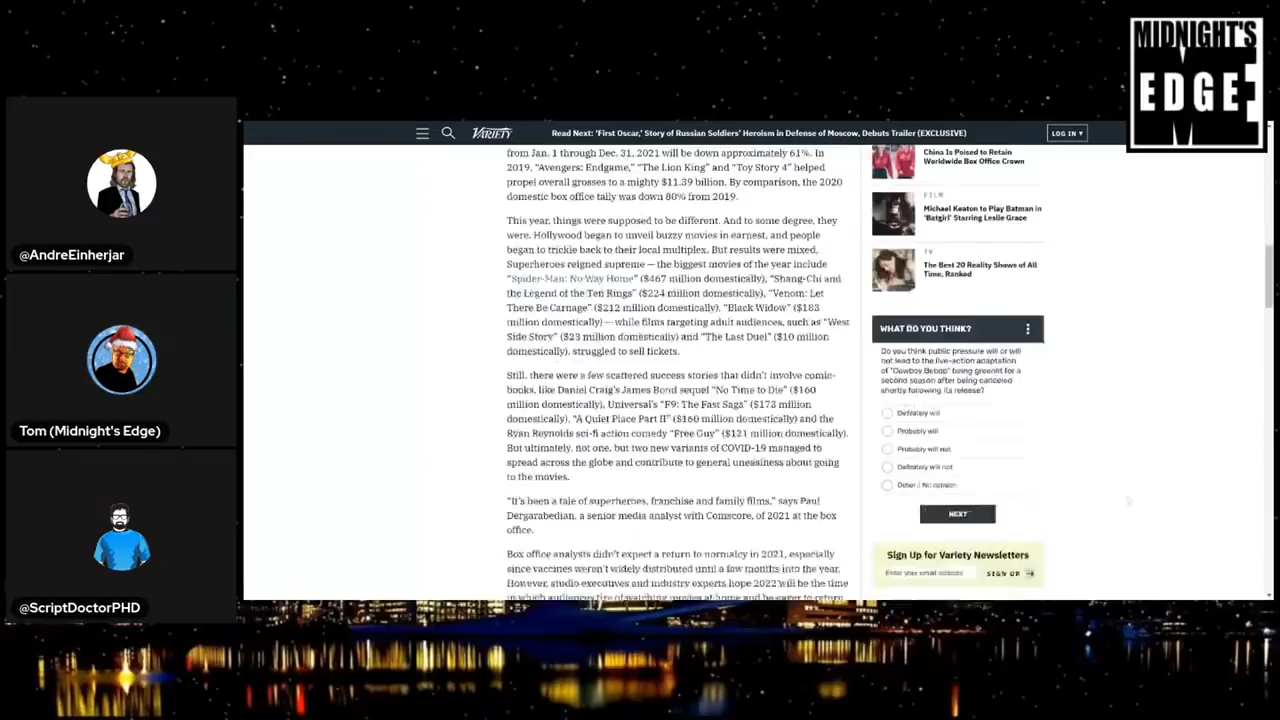 MIDNIGHT'S
EDGE
@AndreEinherjar
Tom (Midnight's Edge)
@ScriptDoctorPHD
VARIETY
Read Next: 'First Oscar,' Story of Russian Soldiers' Heroism in Defense of Moscow, Debuts Trailer (EXCLUSIVE)
LOG IN ▾
from Jan. 1 through Dec. 31, 2021 will be down approximately 61%. In
2019, “Avengers: Endgame,” “The Lion King” and “Toy Story 4” helped
propel overall grosses to a mighty $11.39 billion. By comparison, the 2020
domestic box office tally was down 80% from 2019.
This year, things were supposed to be different. And to some degree, they
were. Hollywood began to unveil buzzy movies in earnest, and people
began to trickle back to their local multiplex. But results were mixed.
Superheroes reigned supreme — the biggest movies of the year include
“Spider-Man: No Way Home” ($467 million domestically), “Shang-Chi and
the Legend of the Ten Rings” ($224 million domestically), “Venom: Let
There Be Carnage” ($212 million domestically), “Black Widow” ($183
million domestically) — while films targeting adult audiences, such as “West
Side Story” ($23 million domestically) and “The Last Duel” ($10 million
domestically), struggled to sell tickets.
Still, there were a few scattered success stories that didn’t involve comic-
books, like Daniel Craig’s James Bond sequel “No Time to Die” ($160
million domestically), Universal’s “F9: The Fast Saga” ($173 million
domestically), “A Quiet Place Part II” ($160 million domestically) and the
Ryan Reynolds sci-fi action comedy “Free Guy” ($121 million domestically).
But ultimately, not one, but two new variants of COVID-19 managed to
spread across the globe and contribute to general uneasiness about going
to the movies.
“It’s been a tale of superheroes, franchise and family films,” says Paul
Dergarabedian, a senior media analyst with Comscore, of 2021 at the box
office.
Box office analysts didn’t expect a return to normalcy in 2021, especially
since vaccines weren’t widely distributed until a few months into the year.
However, studio executives and industry experts hope 2022 will be the time
in which audiences tire of watching movies at home and be eager to return
China Is Poised to Retain
Worldwide Box Office Crown
FILM
Michael Keaton to Play Batman in
'Batgirl' Starring Leslie Grace
TV
The Best 20 Reality Shows of All
Time, Ranked
WHAT DO YOU THINK?
Do you think public pressure will or will
not lead to the live-action adaptation
of "Cowboy Bebop" being greenlit for a
second season after being canceled
shortly following its release?
Definitely will
Probably will
Probably will not
Definitely will not
Other / No opinion
NEXT
Sign Up for Variety Newsletters
Enter your email address
SIGN UP